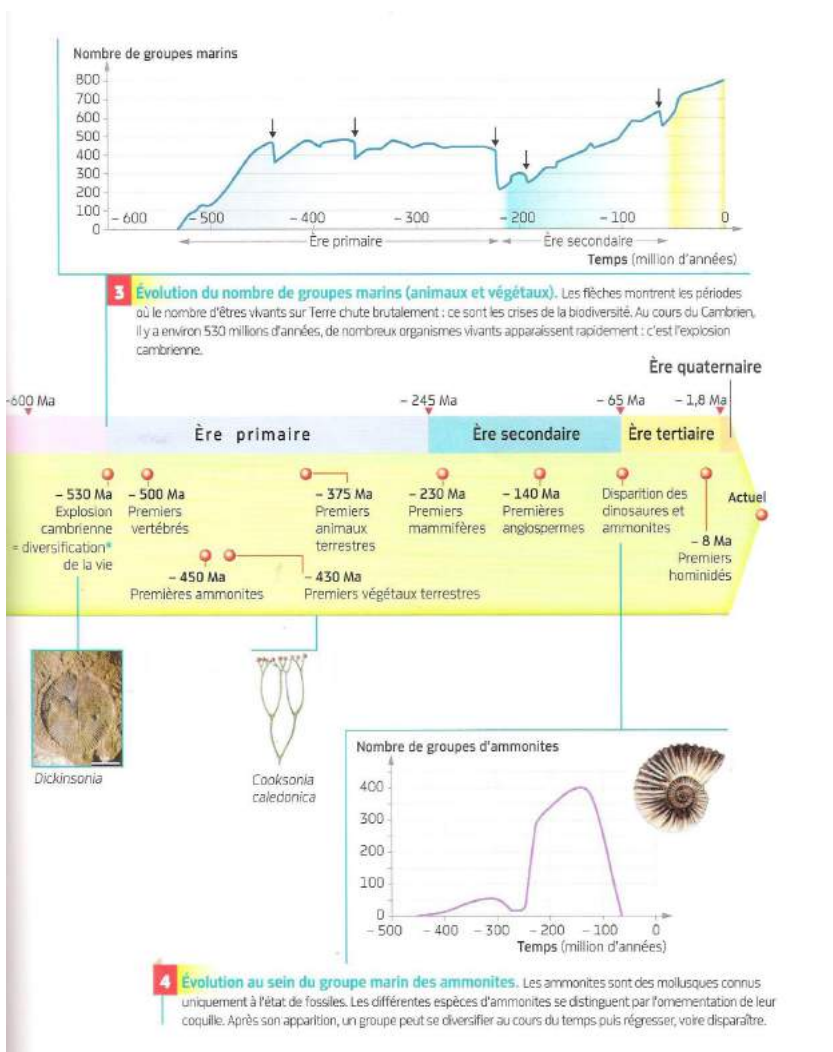 Nombre de groupes marins
800
700
600
500
400
300
200
100
0
– 600
– 500
– 400
– 300
– 200
– 100
0
Ère primaire
Ère secondaire
Temps (million d'années)
3 Évolution du nombre de groupes marins (animaux et végétaux). Les flèches montrent les périodes
où le nombre d'êtres vivants sur Terre chute brutalement : ce sont les crises de la biodiversité. Au cours du Cambrien,
il y a environ 530 millions d'années, de nombreux organismes vivants apparaissent rapidement : c'est l'explosion
cambrienne.
Ère quaternaire
-600 Ma
– 245 Ma
– 65 Ma
– 1,8 Ma
Ère primaire
Ère secondaire
Ère tertiaire
– 530 Ma
Explosion
cambrienne
= diversification*
de la vie
– 500 Ma
Premiers
vertébrés
– 375 Ma
Premiers
animaux
terrestres
– 230 Ma
Premiers
mammifères
– 140 Ma
Premières
angiospermes
Disparition des
dinosaures et
ammonites
Actuel
– 8 Ma
Premiers
hominidés
– 450 Ma
Premières ammonites
– 430 Ma
Premiers végétaux terrestres
Dickinsonia
Cooksonia
caledonica
Nombre de groupes d'ammonites
400
300
200
100
0
– 500
– 400
– 300
– 200
– 100
0
Temps (million d'années)
4 Évolution au sein du groupe marin des ammonites. Les ammonites sont des mollusques connus
uniquement à l'état de fossiles. Les différentes espèces d'ammonites se distinguent par l'ornementation de leur
coquille. Après son apparition, un groupe peut se diversifier au cours du temps puis régresser, voire disparaître.